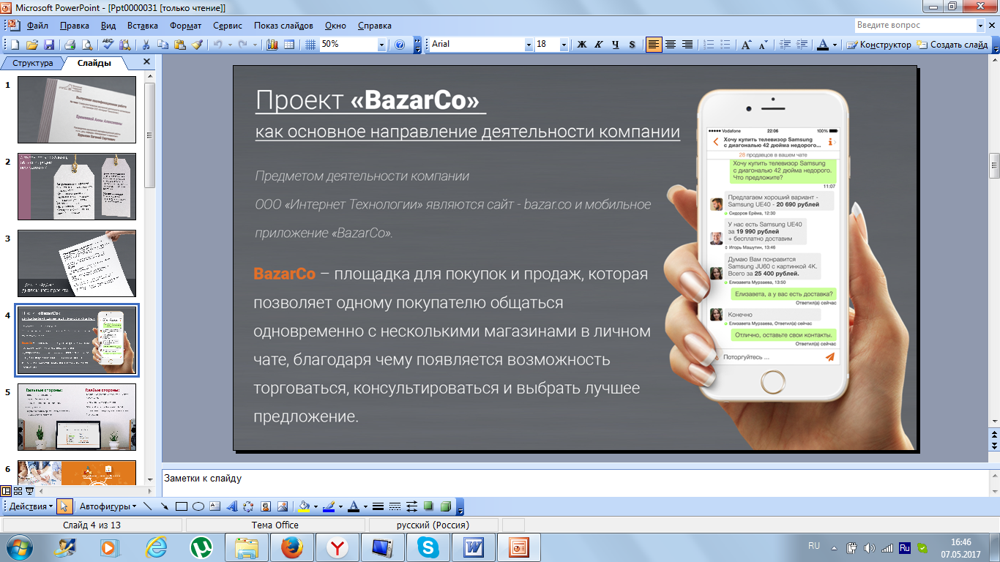 Microsoft PowerPoint - [Ppt0000031 [только чтение]]
Файл Правка Вид Вставка Формат Сервис Показ слайдов Окно Справка
Введите вопрос
50%
Arial
18
Ж К Ч S
Конструктор Создать слайд
Структура Слайды
1
Выпускная квалификационная работа
Еремеевой Анны Алексеевны
2
3
4
5
6
Проект «BazarCo»
как основное направление деятельности компании
Предметом деятельности компании
ООО «Интернет Технологии» являются сайт - bazar.co и мобильное
приложение «BazarCo».
BazarCo – площадка для покупок и продаж, которая
позволяет одному покупателю общаться
одновременно с несколькими магазинами в личном
чате, благодаря чему появляется возможность
торговаться, консультироваться и выбрать лучшее
предложение.
Vodafone 22:06 100%
Хочу купить телевизор Samsung
с диагональю 42 дюйма недорого...
28 продавцов в вашем чате
Хочу купить телевизор Samsung
с диагональю 42 дюйма недорого.
Что предложите?
11:07
Предлагаем хороший вариант -
Samsung UE40 - 20 690 рублей
Сидоров Ерёма, 12:30
У нас есть Samsung UE40
за 19 990 рублей
+ бесплатно доставим
Игорь Машутин, 13:46
Думаю Вам понравится
Samsung JU60 с картинкой 4K.
Всего за 25 400 рублей.
Елизавета Мурзаева, 13:50
Елизавета, а у вас есть доставка?
Ответил(а) сейчас
Конечно
Елизавета Мурзаева, Ответил(а) сейчас
Отлично, оставьте свои контакты.
Ответил(а) сейчас
Поторгуйтесь ...
Заметки к слайду
Действия Автофигуры
Слайд 4 из 13
Тема Office
русский (Россия)
RU
Ru
16:46
07.05.2017